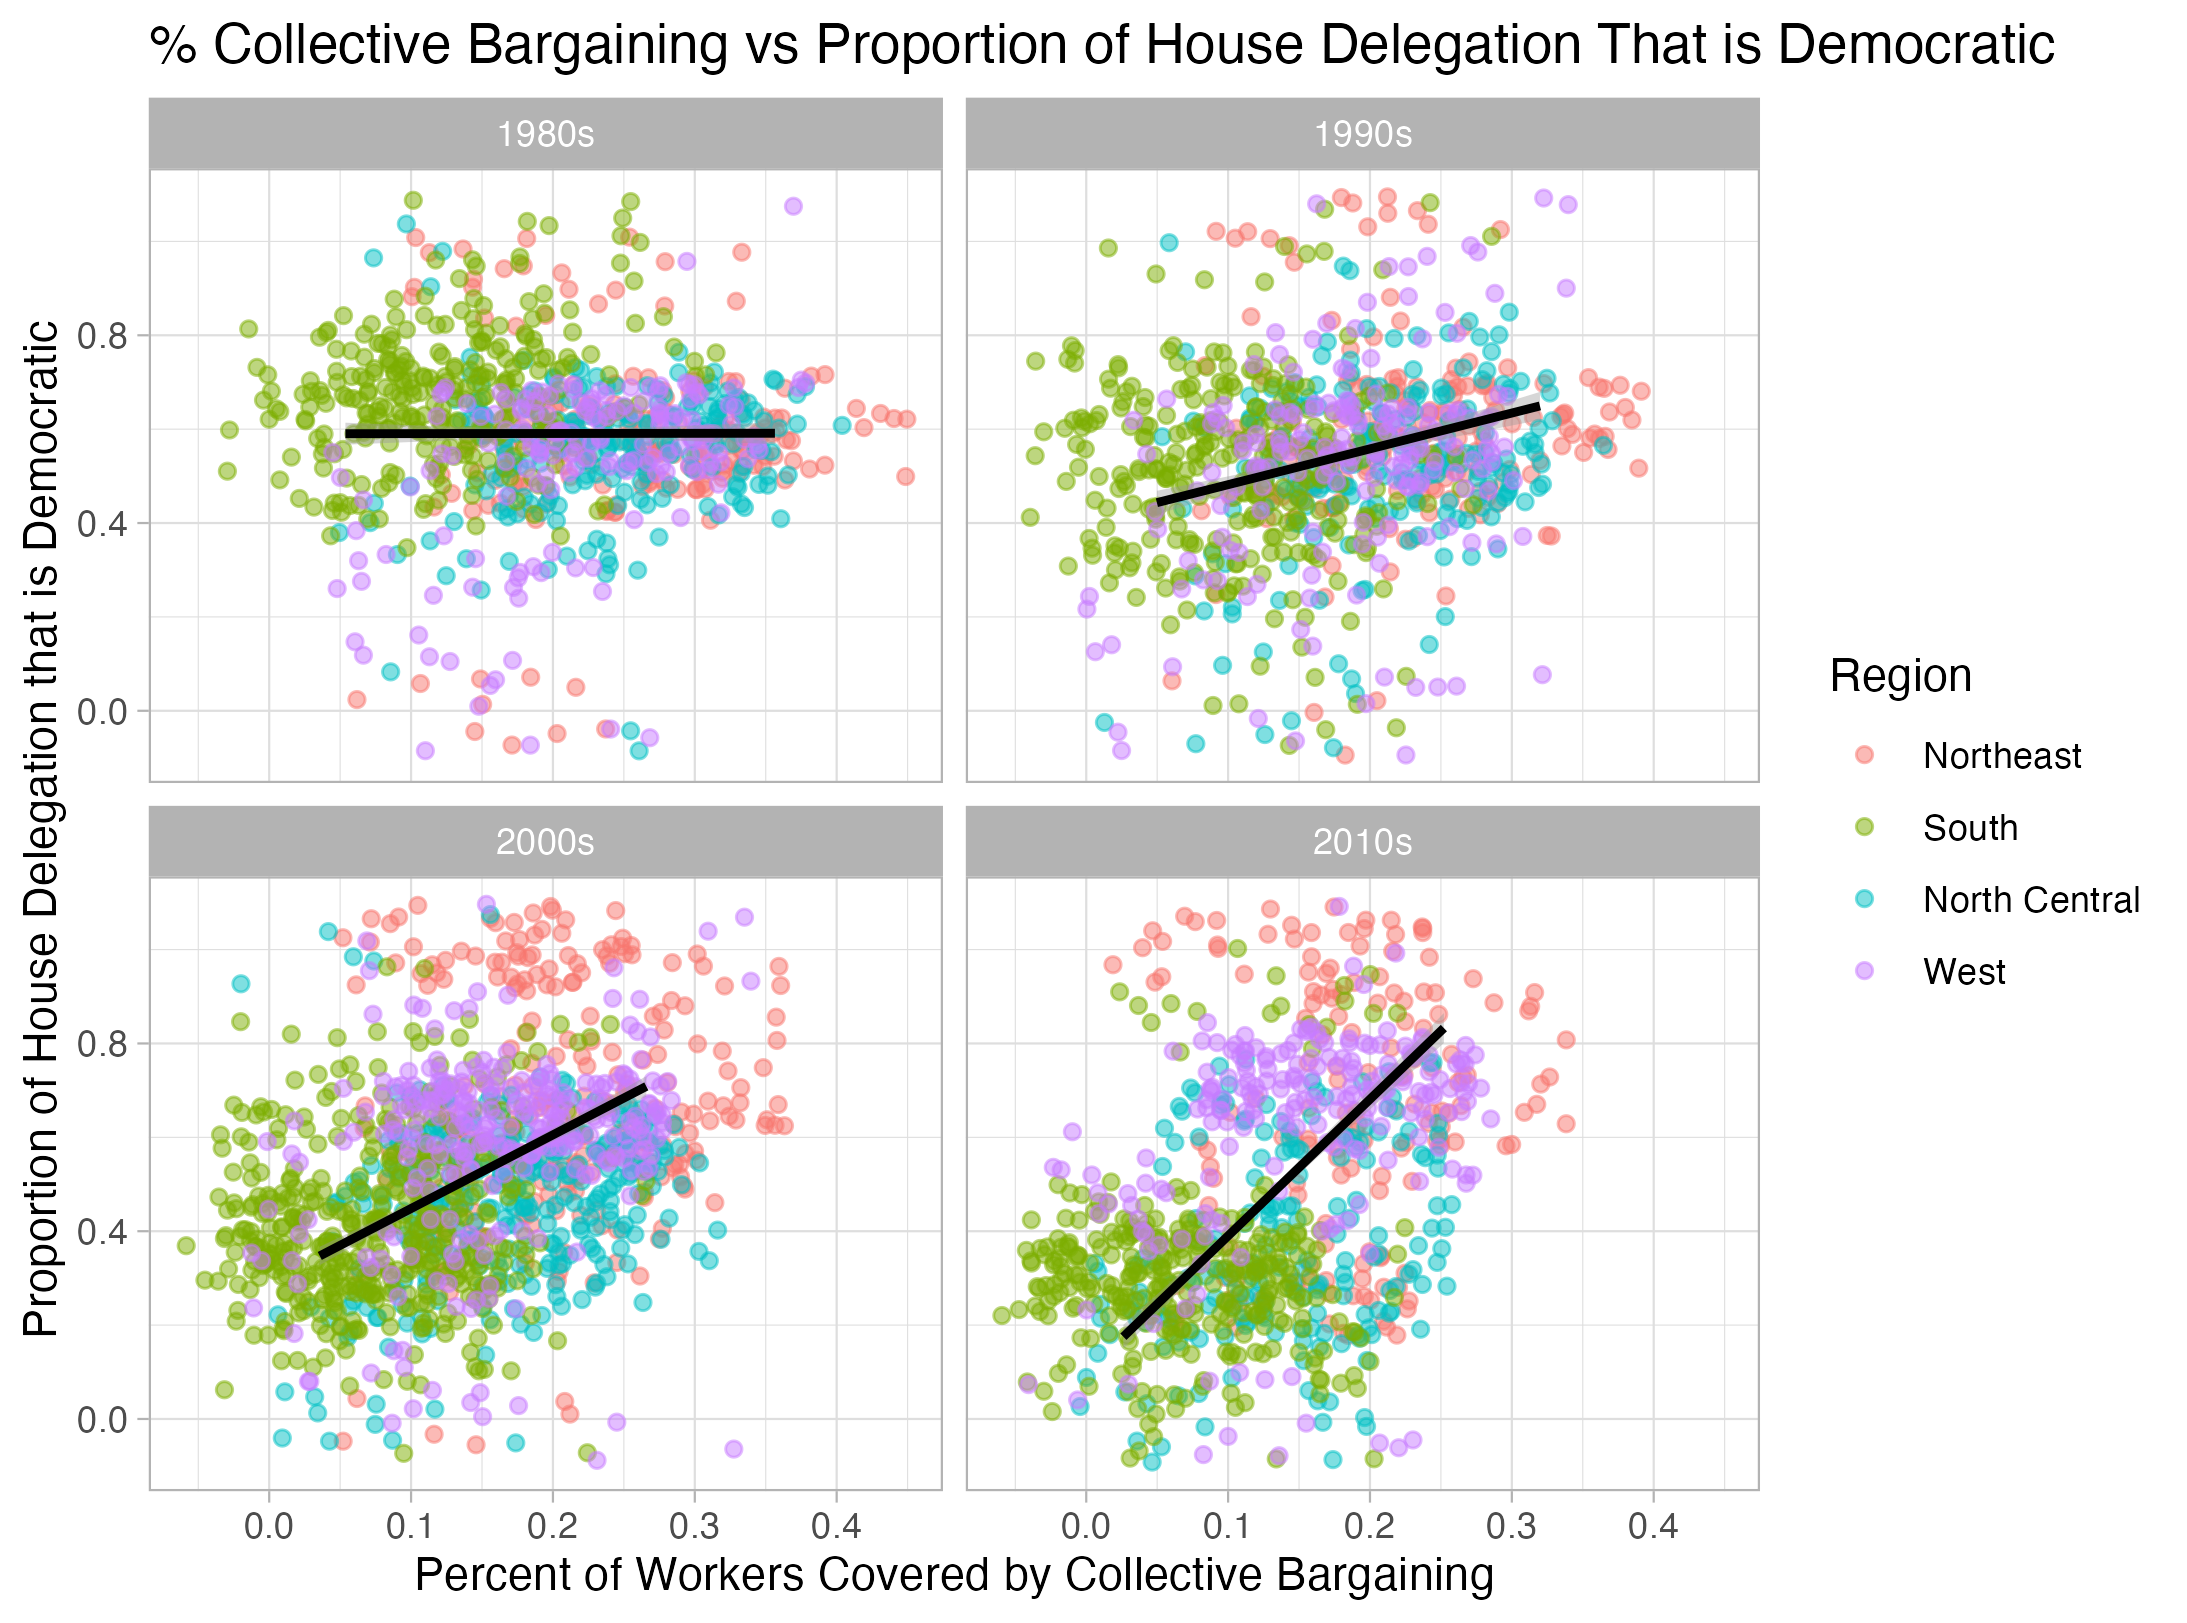 % Collective Bargaining vs Proportion of House Delegation That is Democratic
Proportion of House Delegation that is Democratic
1980s
1990s
0.8
0.4
0.0
2000s
2010s
0.8
0.4
0.0
0.0 0.1 0.2 0.3 0.4
0.0 0.1 0.2 0.3 0.4
Percent of Workers Covered by Collective Bargaining
Region
Northeast
South
North Central
West